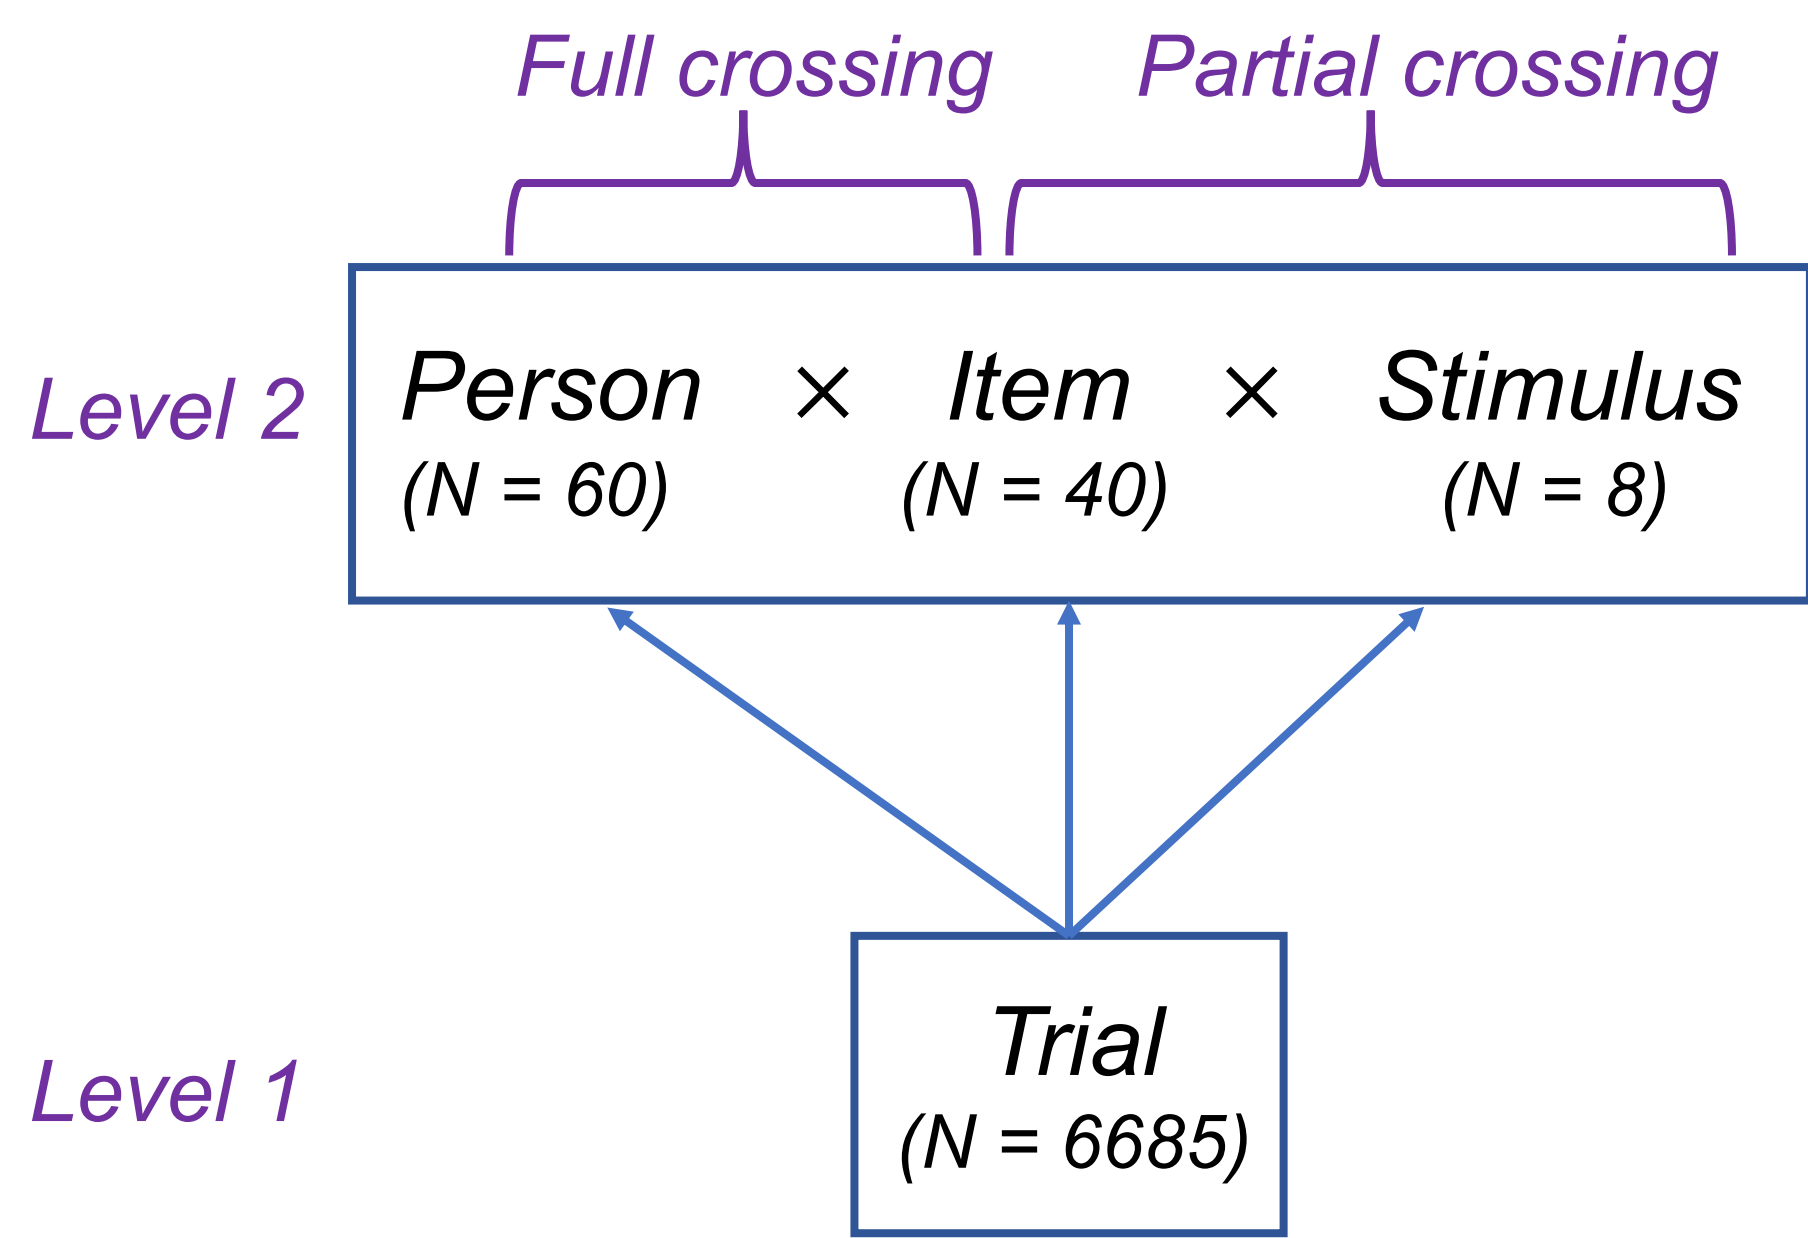 Full crossing Partial crossing
Level 2
Person × Item × Stimulus
(N = 60) (N = 40) (N = 8)
Level 1
Trial
(N = 6685)